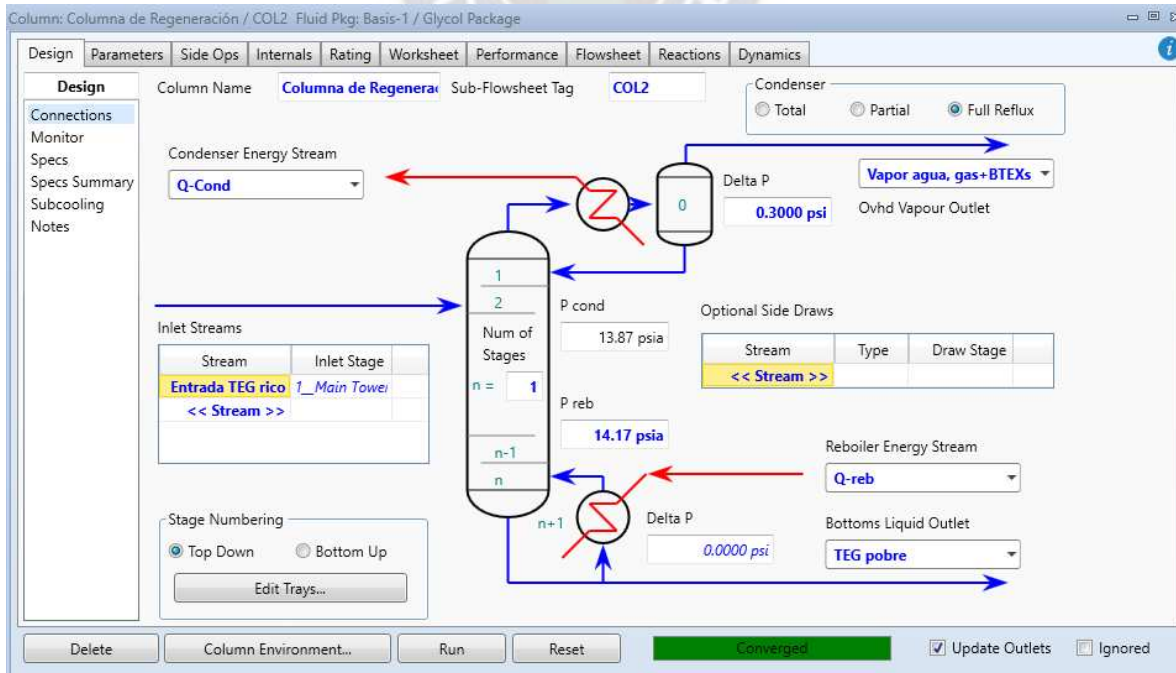 Column: Columna de Regeneración / COL2 Fluid Pkg: Basis-1 / Glycol Package
Design Parameters Side Ops Internals Rating Worksheet Performance Flowsheet Reactions Dynamics
Design
Connections
Monitor
Specs
Specs Summary
Subcooling
Notes
Column Name Columna de Regenera Sub-Flowsheet Tag COL2
Condenser
Total Partial Full Reflux
Condenser Energy Stream
Q-Cond
0
Delta P
0.3000 psi
Vapor agua, gas+BTEXs
Ovhd Vapour Outlet
1
2
Num of
Stages
n = 1
n-1
n
n+1
P cond
13.87 psia
P reb
14.17 psia
Inlet Streams
Stream Inlet Stage
Entrada TEG rico 1__Main Tower
<< Stream >>
Optional Side Draws
Stream Type Draw Stage
<< Stream >>
Reboiler Energy Stream
Q-reb
Delta P
0.0000 psi
Bottoms Liquid Outlet
TEG pobre
Stage Numbering
Top Down Bottom Up
Edit Trays...
Delete Column Environment... Run Reset Converged Update Outlets Ignored